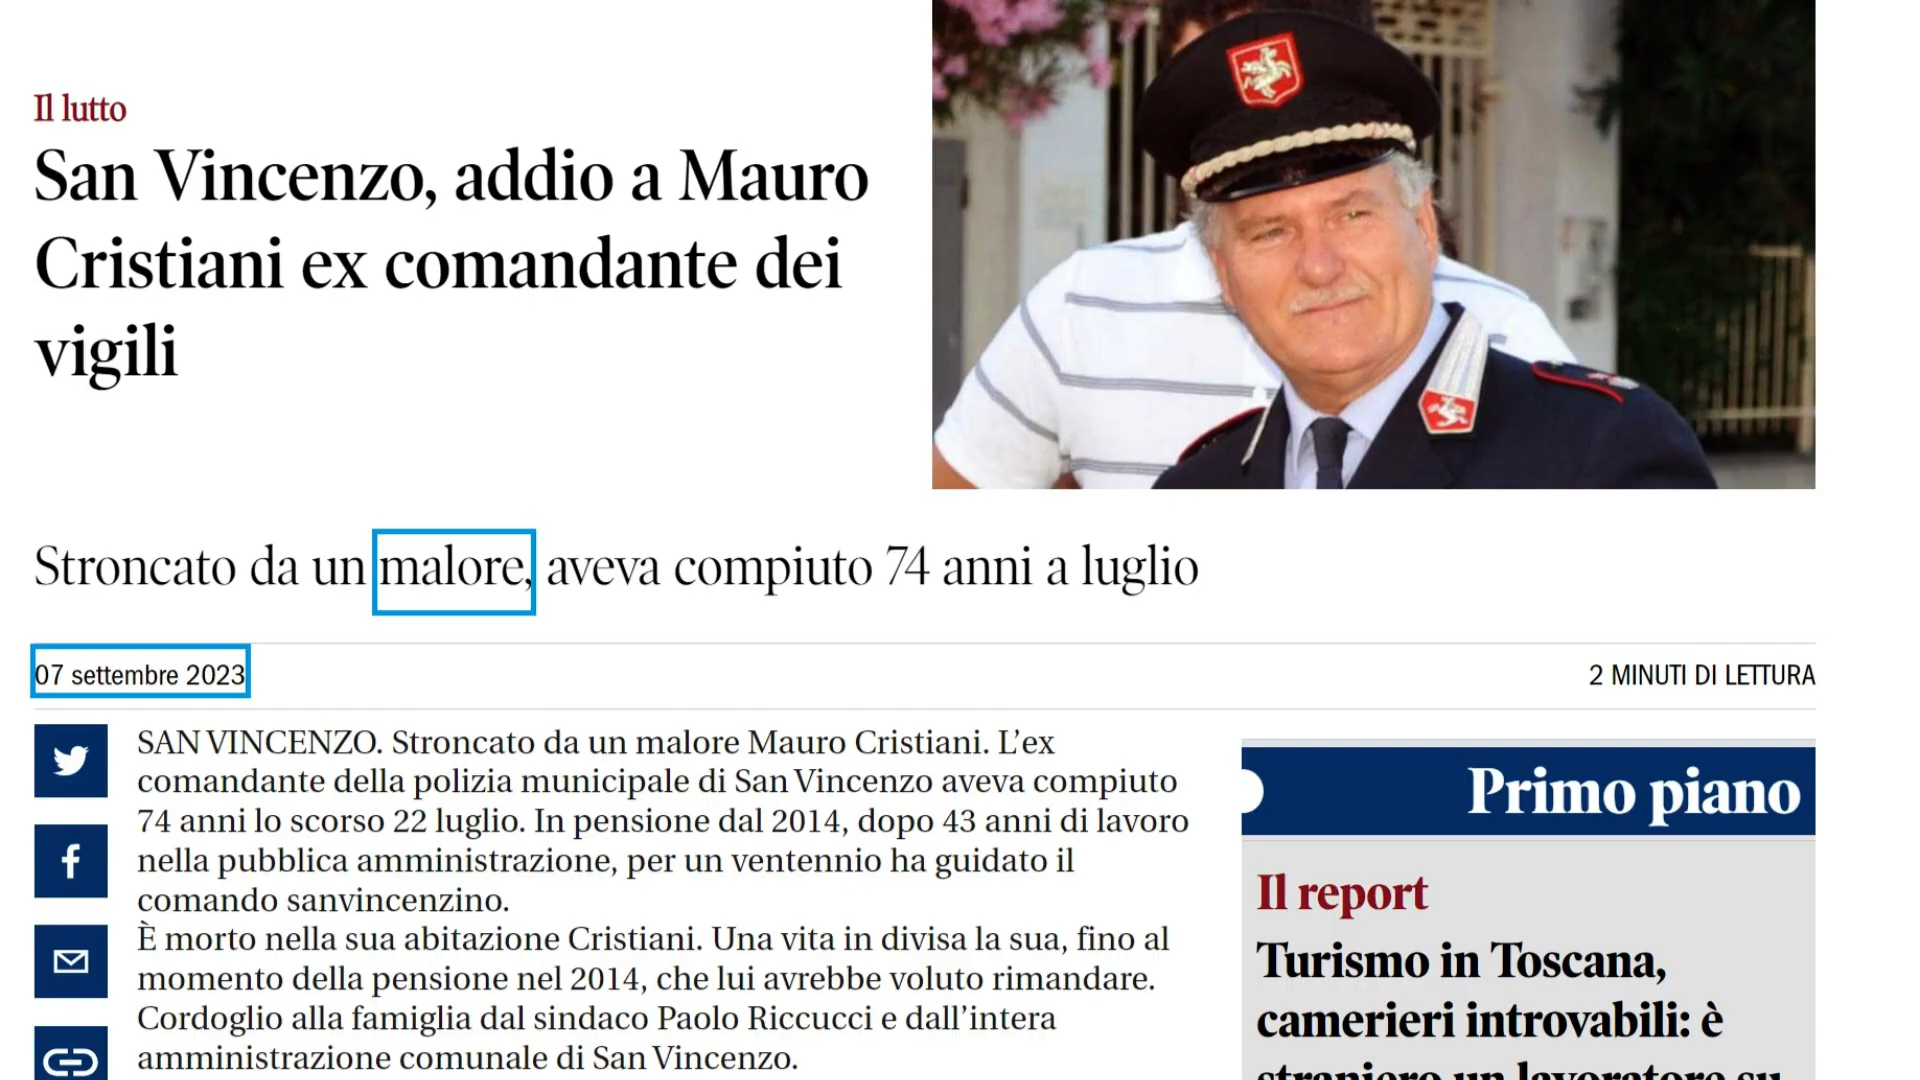 Il lutto
San Vincenzo, addio a Mauro
Cristiani ex comandante dei
vigili
Stroncato da un malore, aveva compiuto 74 anni a luglio
07 settembre 2023
2 MINUTI DI LETTURA
SAN VINCENZO. Stroncato da un malore Mauro Cristiani. L’ex
comandante della polizia municipale di San Vincenzo aveva compiuto
74 anni lo scorso 22 luglio. In pensione dal 2014, dopo 43 anni di lavoro
nella pubblica amministrazione, per un ventennio ha guidato il
comando sanvincenzino.
È morto nella sua abitazione Cristiani. Una vita in divisa la sua, fino al
momento della pensione nel 2014, che lui avrebbe voluto rimandare.
Cordoglio alla famiglia dal sindaco Paolo Riccucci e dall’intera
amministrazione comunale di San Vincenzo.
Primo piano
Il report
Turismo in Toscana,
camerieri introvabili: è
straniero un lavoratore su